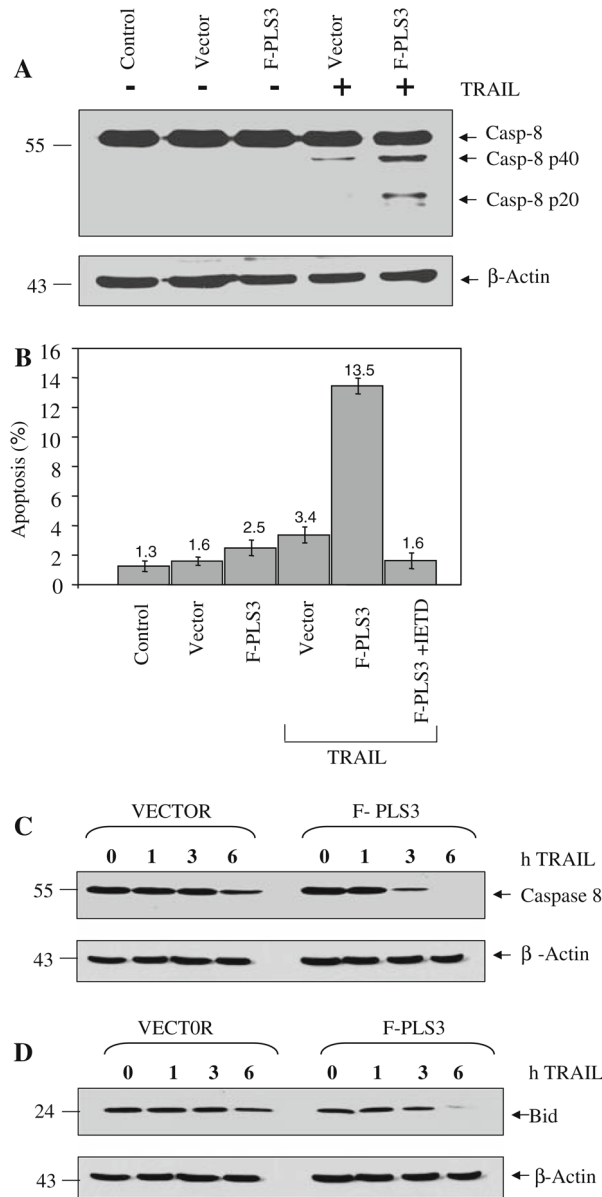 A
Control
Vector
F-PLS3
Vector
F-PLS3
- - - + + TRAIL
55
Casp-8
Casp-8 p40
Casp-8 p20
43
β-Actin
B
Apoptosis (%)
16
14
12
10
8
6
4
2
0
1.3
1.6
2.5
3.4
13.5
1.6
Control
Vector
F-PLS3
Vector
F-PLS3
F-PLS3 +IETD
TRAIL
C
VECTOR F- PLS3
0 1 3 6 0 1 3 6 h TRAIL
55 Caspase 8
43 β -Actin
D
VECT0R F-PLS3
0 1 3 6 0 1 3 6 h TRAIL
24 Bid
43 β-Actin